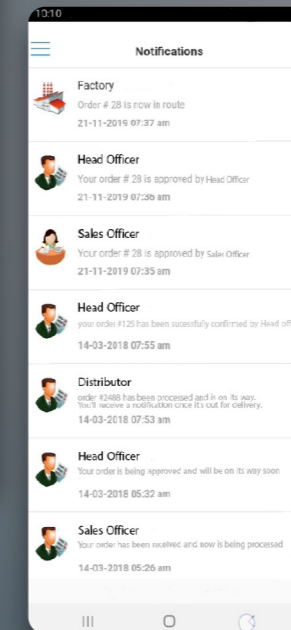 10:10
Notifications
Factory
Order # 28 is now in route
21-11-2019 07:37 am
Head Officer
Your order # 28 is approved by Head Officer
21-11-2019 07:36 am
Sales Officer
Your order # 28 is approved by Sales Officer
21-11-2019 07:35 am
Head Officer
your order #125 has been sucessfully confirmed by Head off
14-03-2018 07:55 am
Distributor
order #2488 has been processed and is on its way.
You'll receive a notification once it's out for delivery.
14-03-2018 07:53 am
Head Officer
Your order is being approved and will be on its way soon
14-03-2018 05:32 am
Sales Officer
Your order has been received and now is being processed
14-03-2018 05:26 am